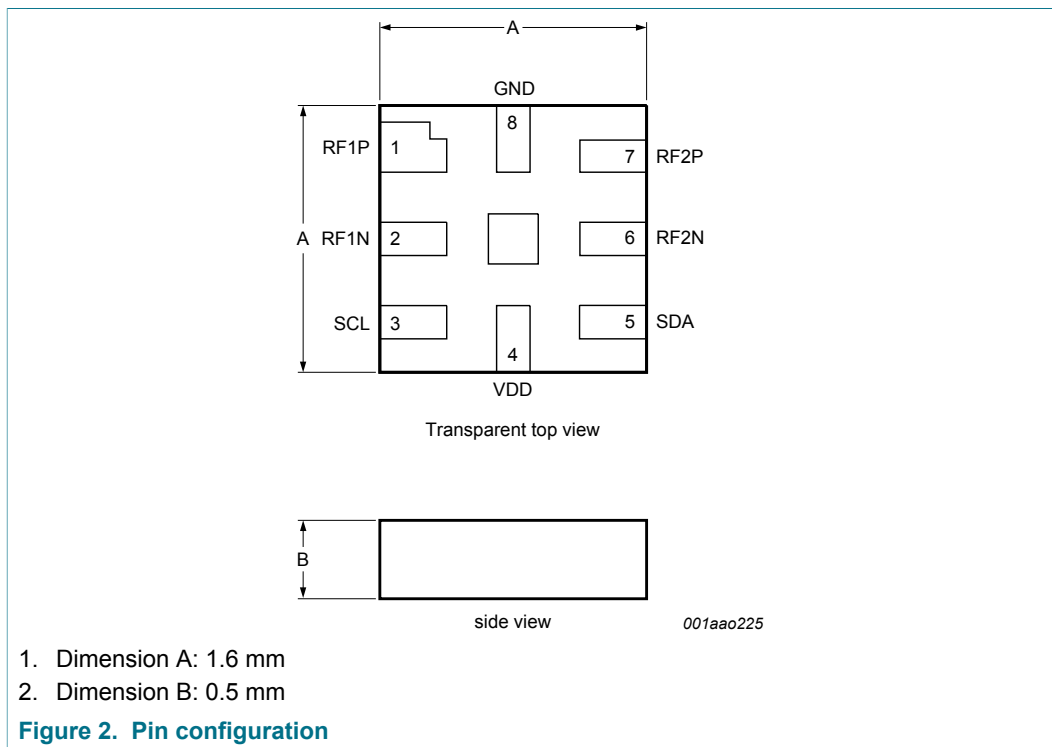 A
GND
8
RF1P 1
7 RF2P
A RF1N 2
6 RF2N
SCL 3
5 SDA
4
VDD
Transparent top view
B
side view
001aao225
1. Dimension A: 1.6 mm
2. Dimension B: 0.5 mm
Figure 2. Pin configuration